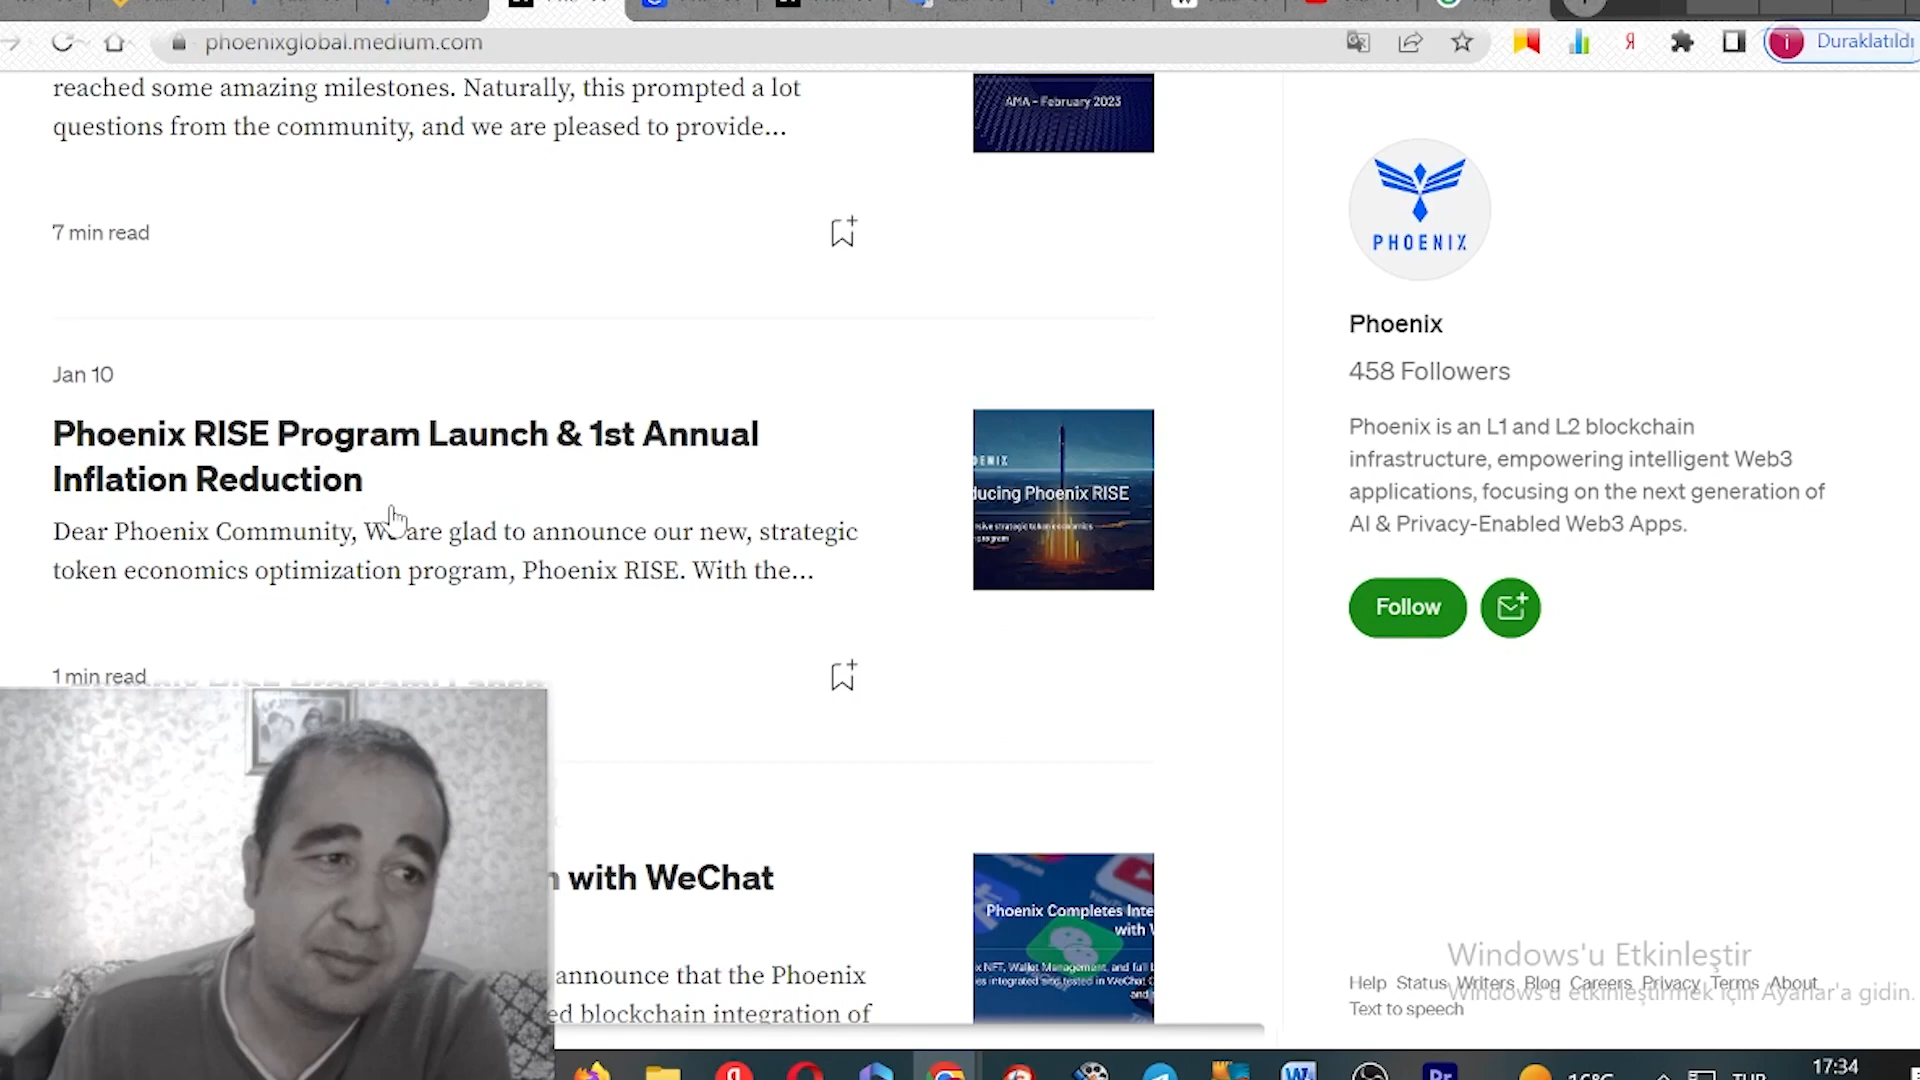 phoenixglobal.medium.com
Duraklatıldı
reached some amazing milestones. Naturally, this prompted a lot
questions from the community, and we are pleased to provide...
AMA - February 2023
7 min read
Jan 10
Phoenix RISE Program Launch & 1st Annual
Inflation Reduction
Dear Phoenix Community, We are glad to announce our new, strategic
token economics optimization program, Phoenix RISE. With the...
ducing Phoenix RISE
program
1 min read
with WeChat
announce that the Phoenix
ed blockchain integration of
Phoenix Completes Inte
with
PHOENIX
Phoenix
458 Followers
Phoenix is an L1 and L2 blockchain
infrastructure, empowering intelligent Web3
applications, focusing on the next generation of
AI & Privacy-Enabled Web3 Apps.
Follow
Windows'u Etkinleştir
Windows'u etkinleştirmek için Ayarlar'a gidin.
Help Status Writers Blog Careers Privacy Terms About
Text to speech
17:34